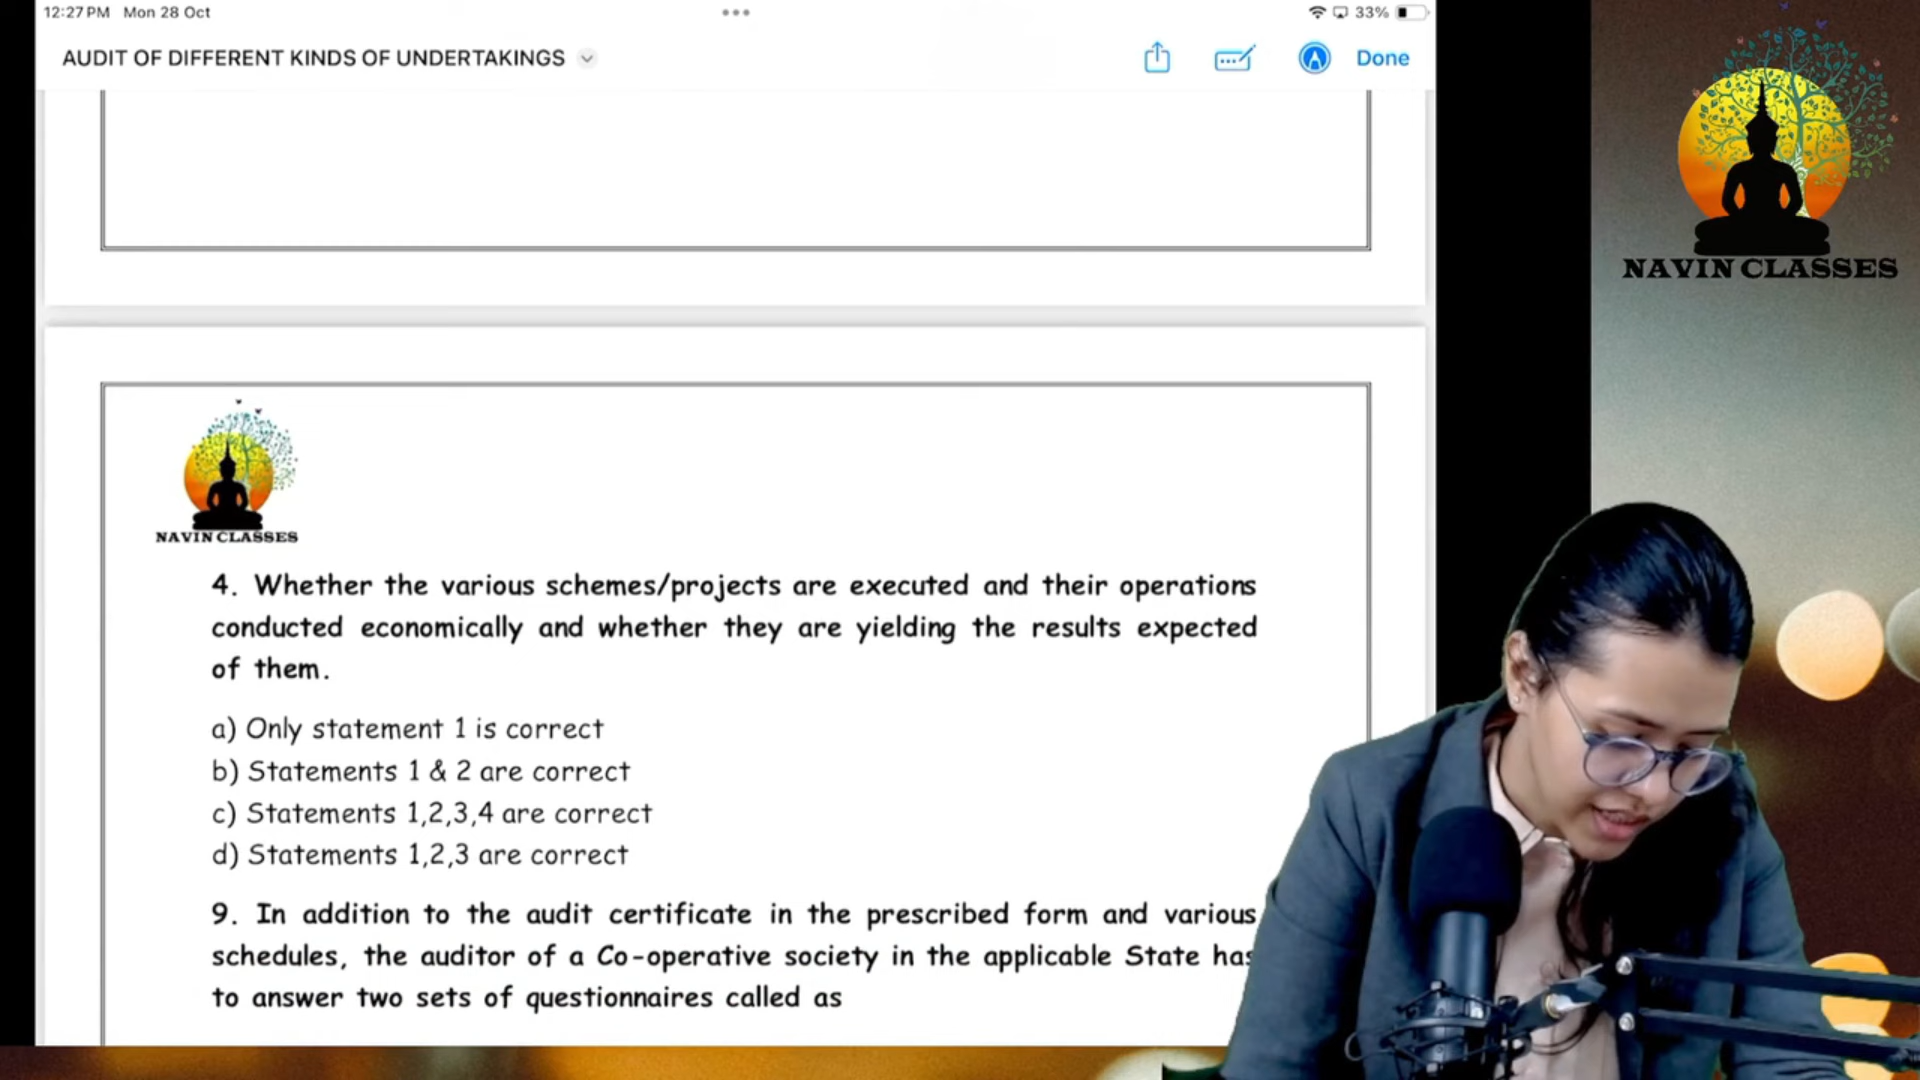 12:27 PM Mon 28 Oct
33%
AUDIT OF DIFFERENT KINDS OF UNDERTAKINGS
Done
NAVIN CLASSES
NAVIN CLASSES
4. Whether the various schemes/projects are executed and their operations
conducted economically and whether they are yielding the results expected
of them.
a) Only statement 1 is correct
b) Statements 1 & 2 are correct
c) Statements 1,2,3,4 are correct
d) Statements 1,2,3 are correct
9. In addition to the audit certificate in the prescribed form and various
schedules, the auditor of a Co-operative society in the applicable State has
to answer two sets of questionnaires called as